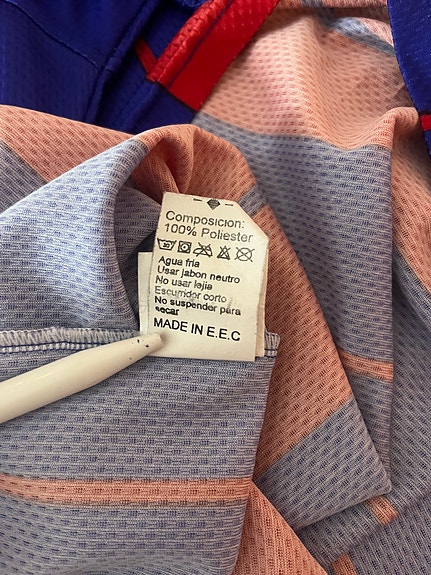 Composicion:
100% Poliester
Agua fria
Usar jabon neutro
No usar lejia
Escurridor corto
No suspender para
secar
MADE IN E.E.C